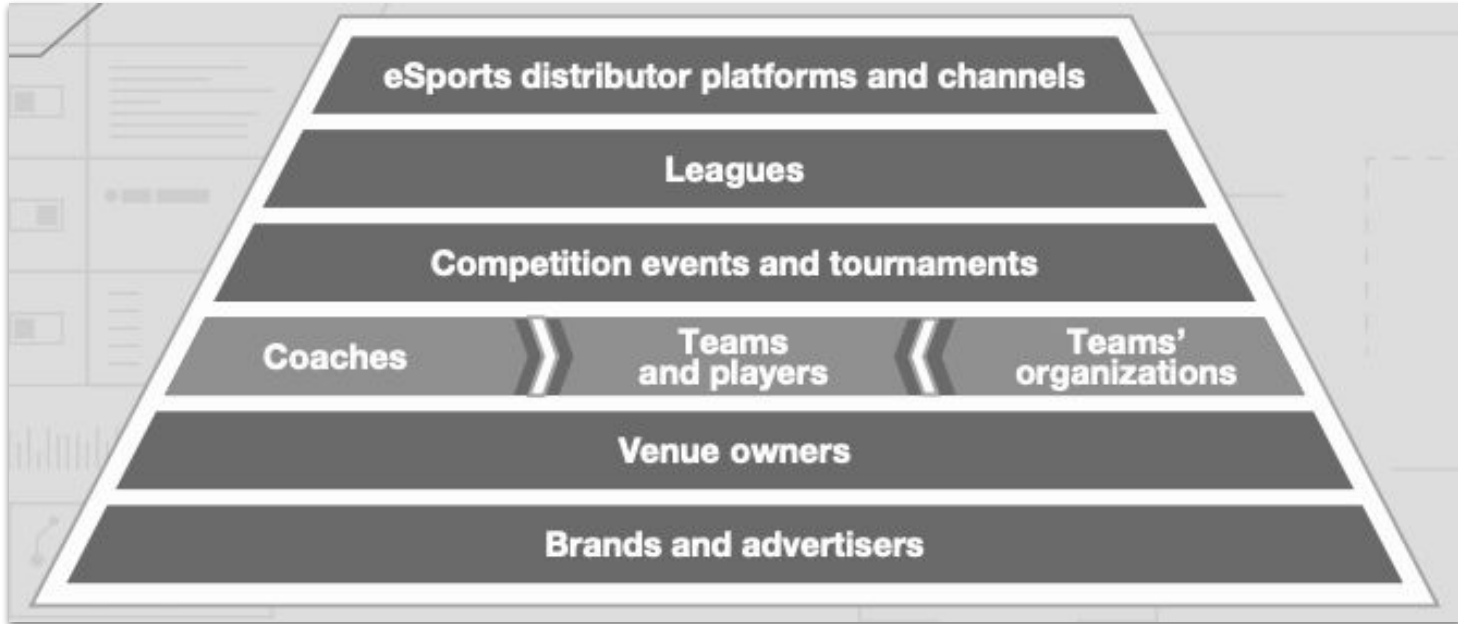 eSports distributor platforms and channels
Leagues
Competition events and tournaments
Coaches
Teams
and players
Teams’
organizations
Venue owners
Brands and advertisers